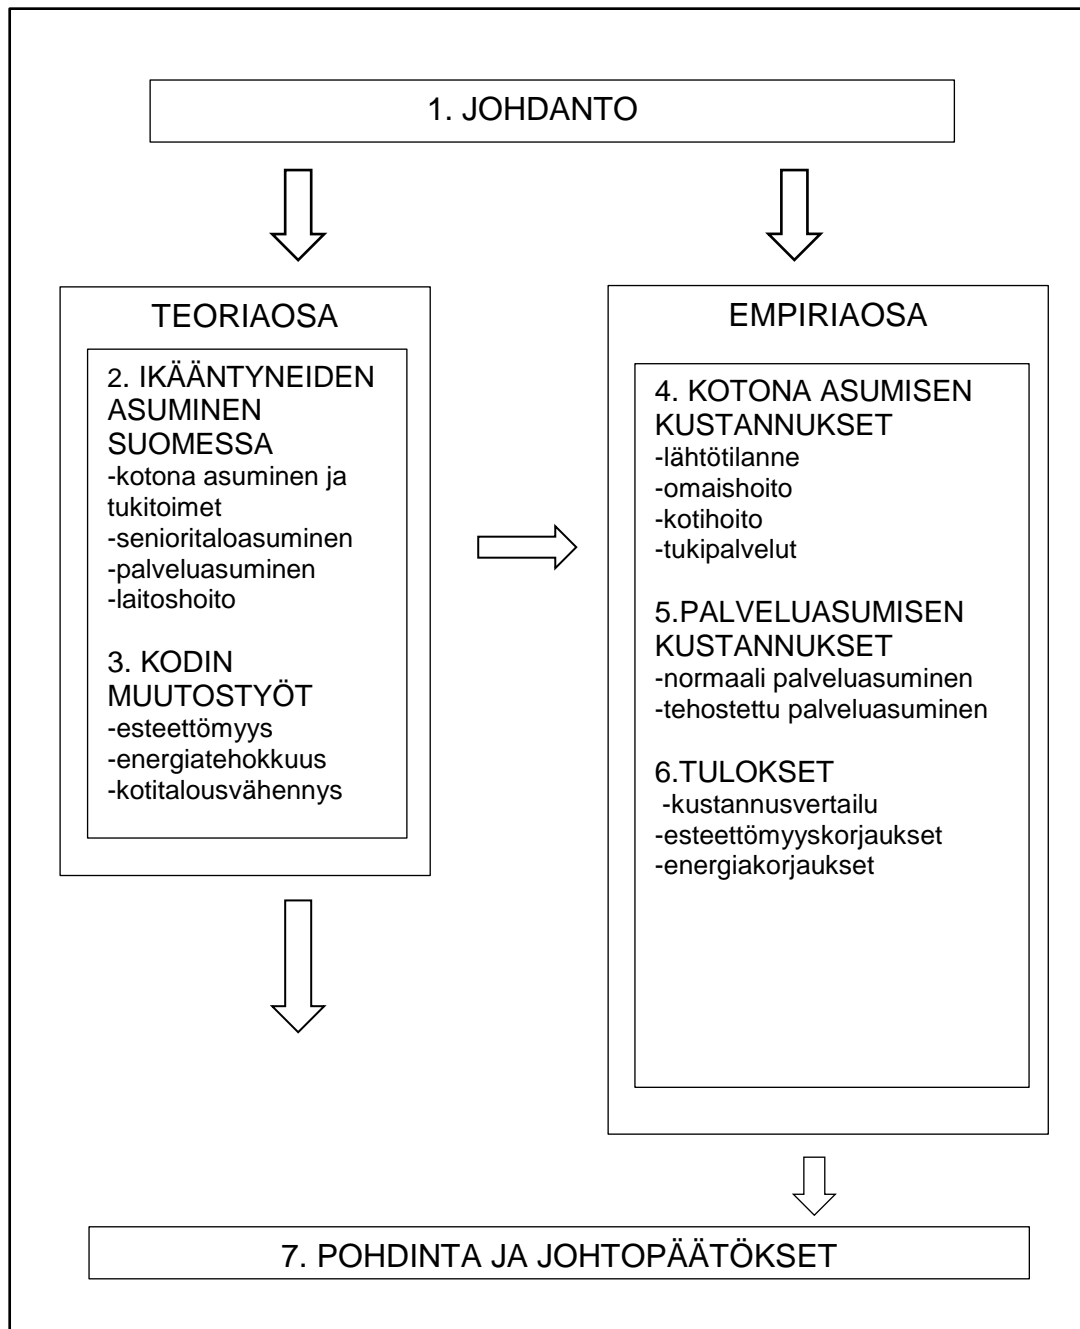 1. JOHDANTO
TEORIAOSA
2. IKÄÄNTYNEIDEN
ASUMINEN
SUOMESSA
-kotona asuminen ja
tukitoimet
-senioritaloasuminen
-palveluasuminen
-laitoshoito
3. KODIN
MUUTOSTYÖT
-esteettömyys
-energiatehokkuus
-kotitalousvähennys
EMPIRIAOSA
4. KOTONA ASUMISEN
KUSTANNUKSET
-lähtötilanne
-omaishoito
-kotihoito
-tukipalvelut
5.PALVELUASUMISEN
KUSTANNUKSET
-normaali palveluasuminen
-tehostettu palveluasuminen
6.TULOKSET
-kustannusvertailu
-esteettömyyskorjaukset
-energiakorjaukset
7. POHDINTA JA JOHTOPÄÄTÖKSET